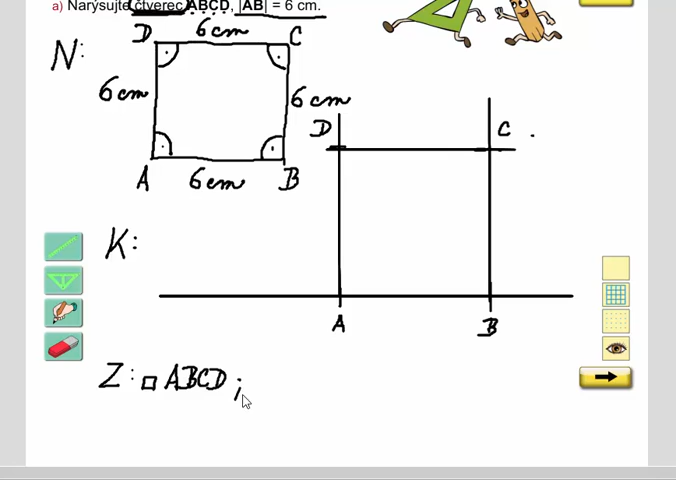 a) Narýsujte čtverec ABCD, |AB| = 6 cm.
N:
D 6cm C
6cm 6cm
A 6cm B
D C .
K:
A B
Z: □ ABCD ;